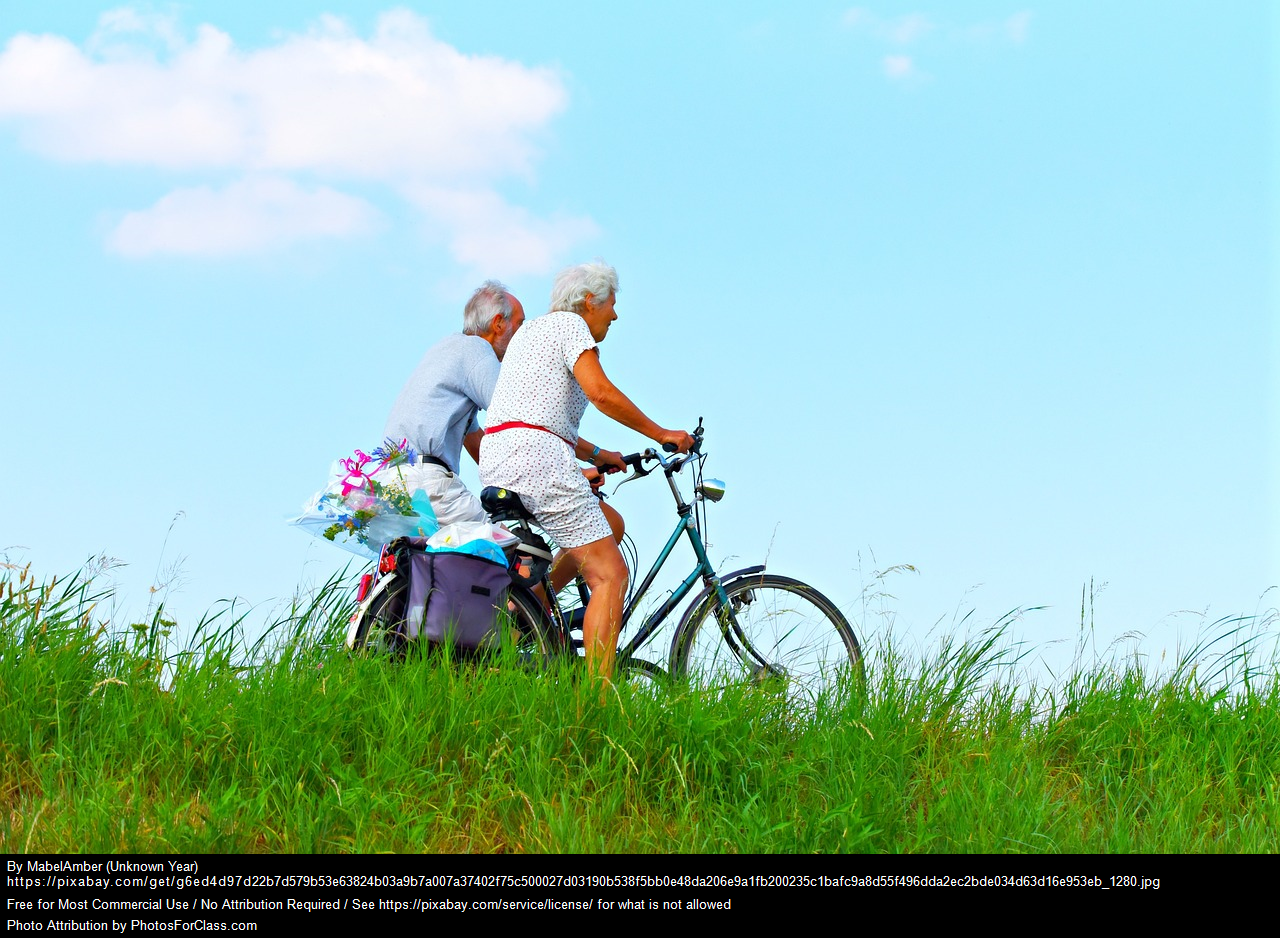 By MabelAmber (Unknown Year)
https://pixabay.com/get/g6ed4d97d22b7d579b53e63824b03a9b7a007a37402f75c500027d03190b538f5bb0e48da206e9a1fb200235c1bafc9a8d55f496dda2ec2bde034d63d16e953eb_1280.jpg
Free for Most Commercial Use / No Attribution Required / See https://pixabay.com/service/license/ for what is not allowed
Photo Attribution by PhotosForClass.com